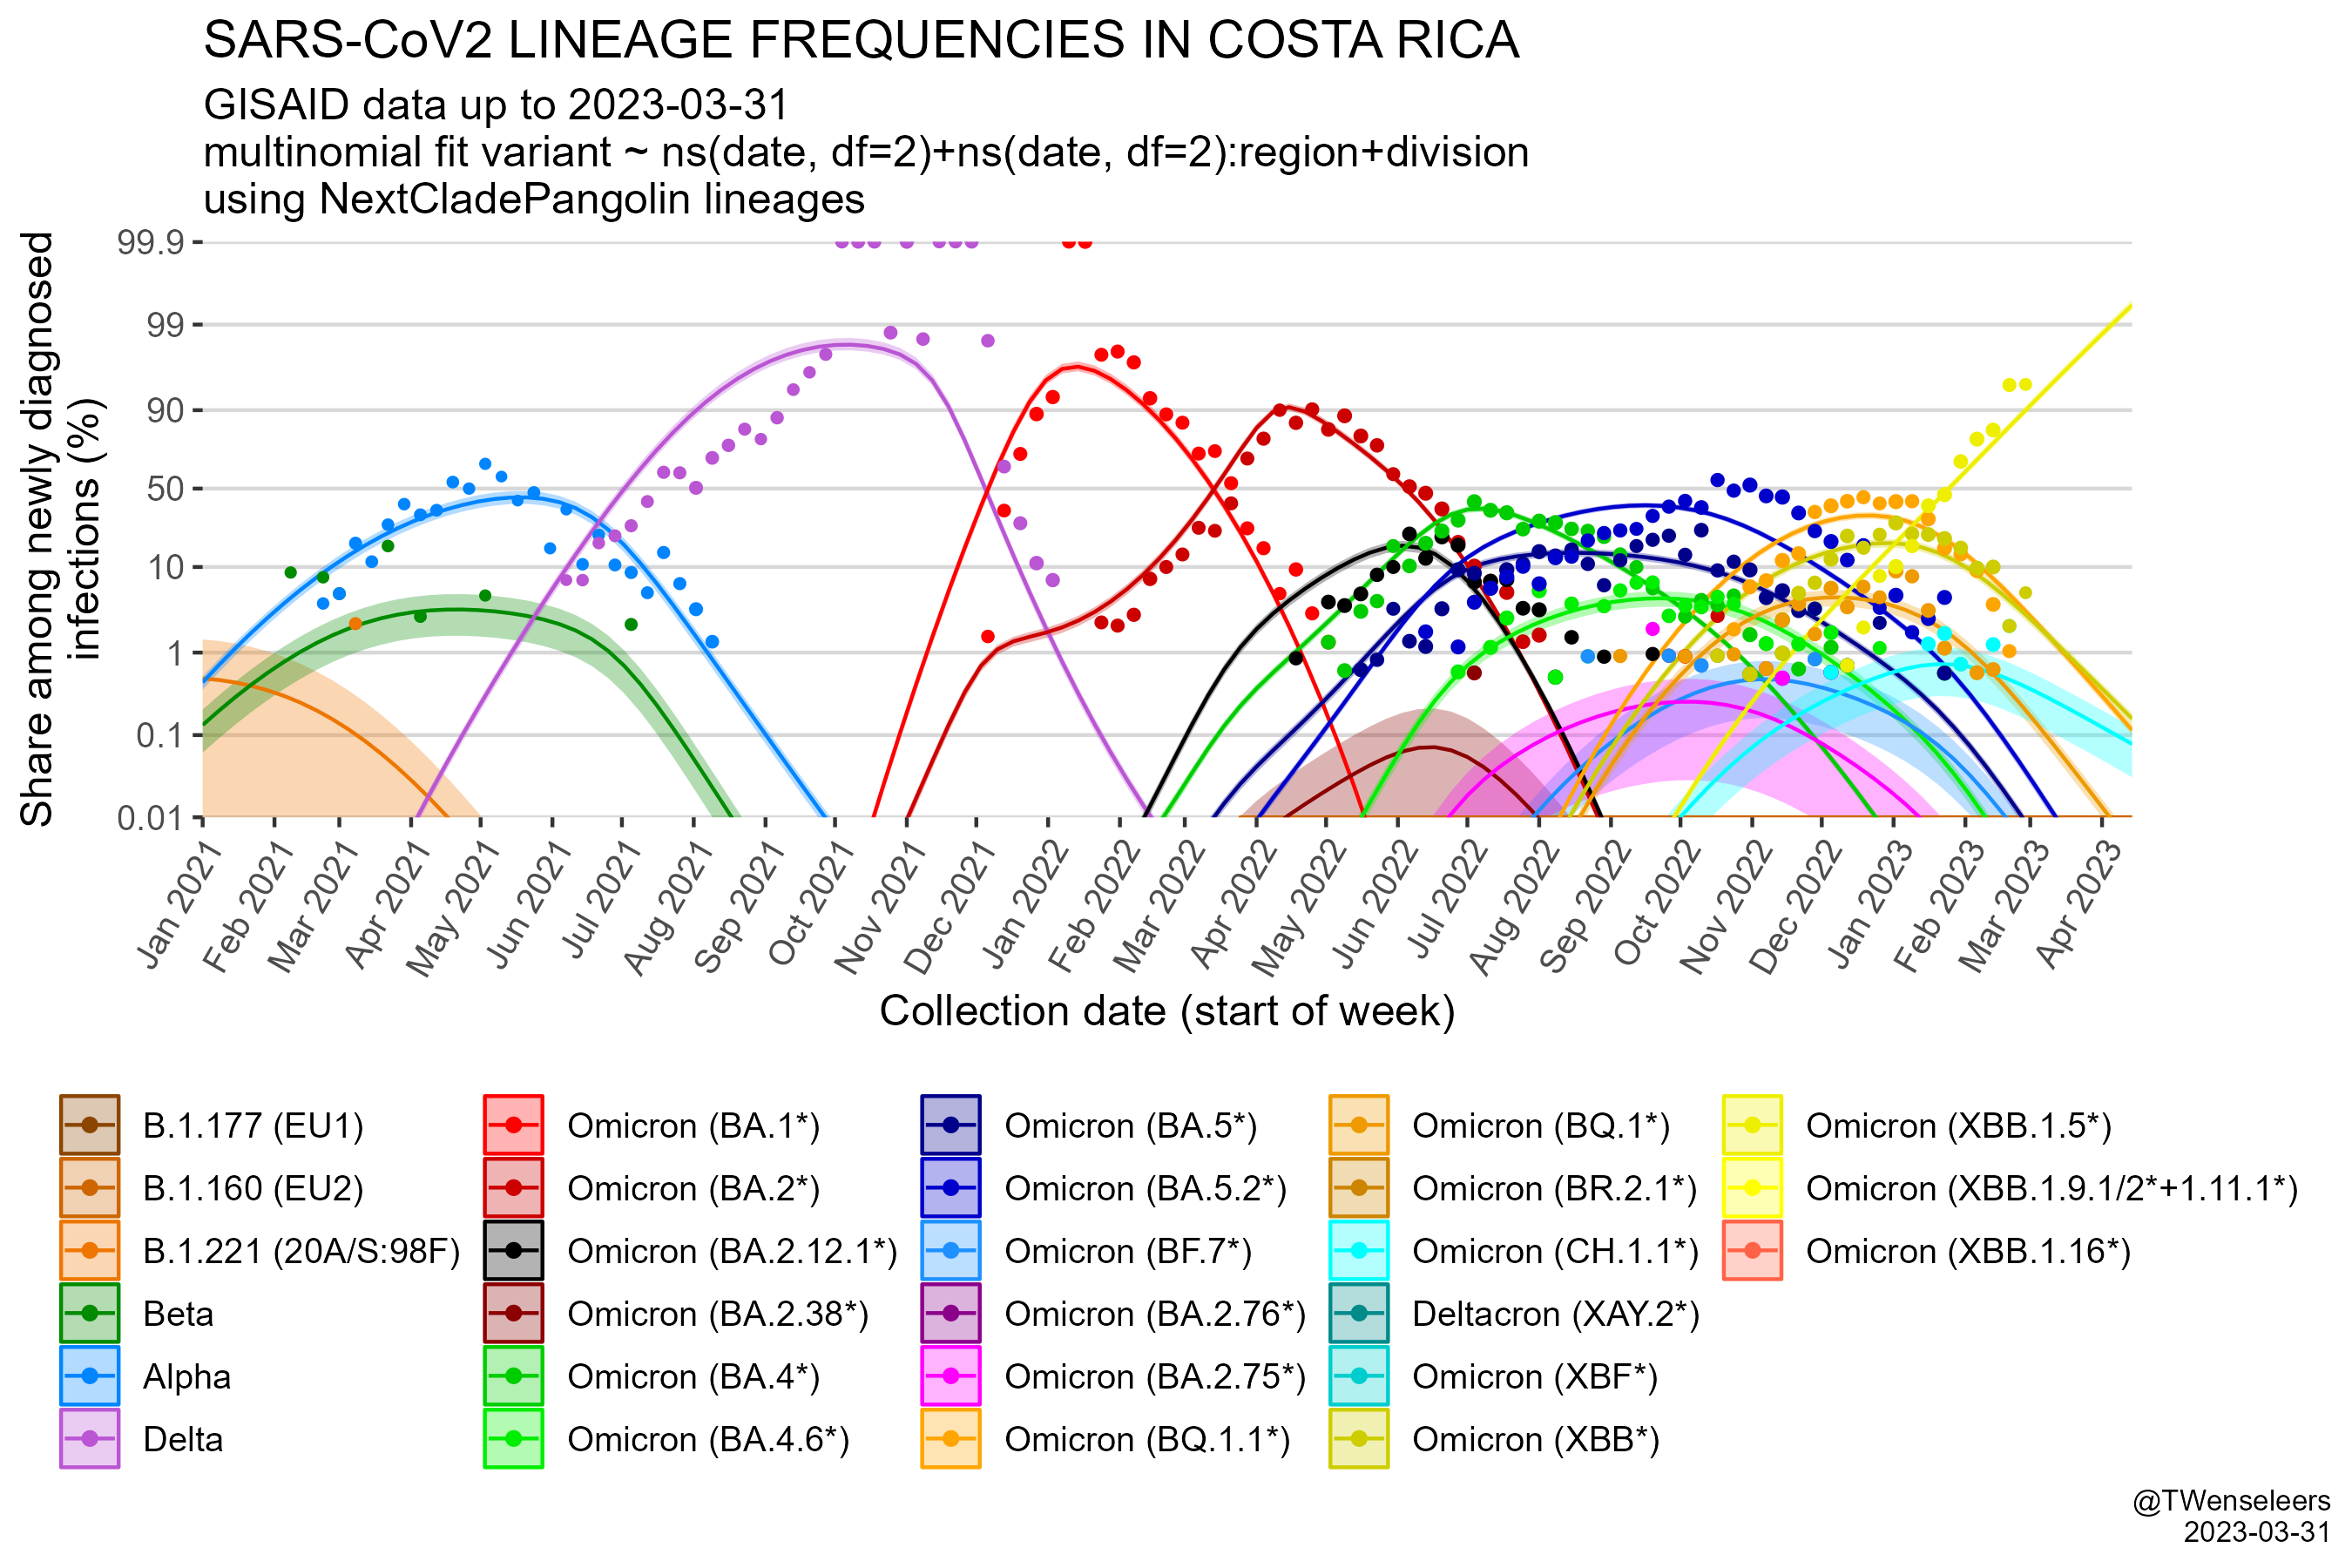 SARS-CoV2 LINEAGE FREQUENCIES IN COSTA RICA
GISAID data up to 2023-03-31
multinomial fit variant ~ ns(date, df=2)+ns(date, df=2):region+division
using NextCladePangolin lineages
Share among newly diagnosed
infections (%)
99.9
99
90
50
10
1
0.1
0.01
Jan 2021
Feb 2021
Mar 2021
Apr 2021
May 2021
Jun 2021
Jul 2021
Aug 2021
Sep 2021
Oct 2021
Nov 2021
Dec 2021
Jan 2022
Feb 2022
Mar 2022
Apr 2022
May 2022
Jun 2022
Jul 2022
Aug 2022
Sep 2022
Oct 2022
Nov 2022
Dec 2022
Jan 2023
Feb 2023
Mar 2023
Apr 2023
Collection date (start of week)
B.1.177 (EU1)
B.1.160 (EU2)
B.1.221 (20A/S:98F)
Beta
Alpha
Delta
Omicron (BA.1*)
Omicron (BA.2*)
Omicron (BA.2.12.1*)
Omicron (BA.2.38*)
Omicron (BA.4*)
Omicron (BA.4.6*)
Omicron (BA.5*)
Omicron (BA.5.2*)
Omicron (BF.7*)
Omicron (BA.2.76*)
Omicron (BA.2.75*)
Omicron (BQ.1.1*)
Omicron (BQ.1*)
Omicron (BR.2.1*)
Omicron (CH.1.1*)
Deltacron (XAY.2*)
Omicron (XBF*)
Omicron (XBB*)
Omicron (XBB.1.5*)
Omicron (XBB.1.9.1/2*+1.11.1*)
Omicron (XBB.1.16*)
@TWenseleers
2023-03-31